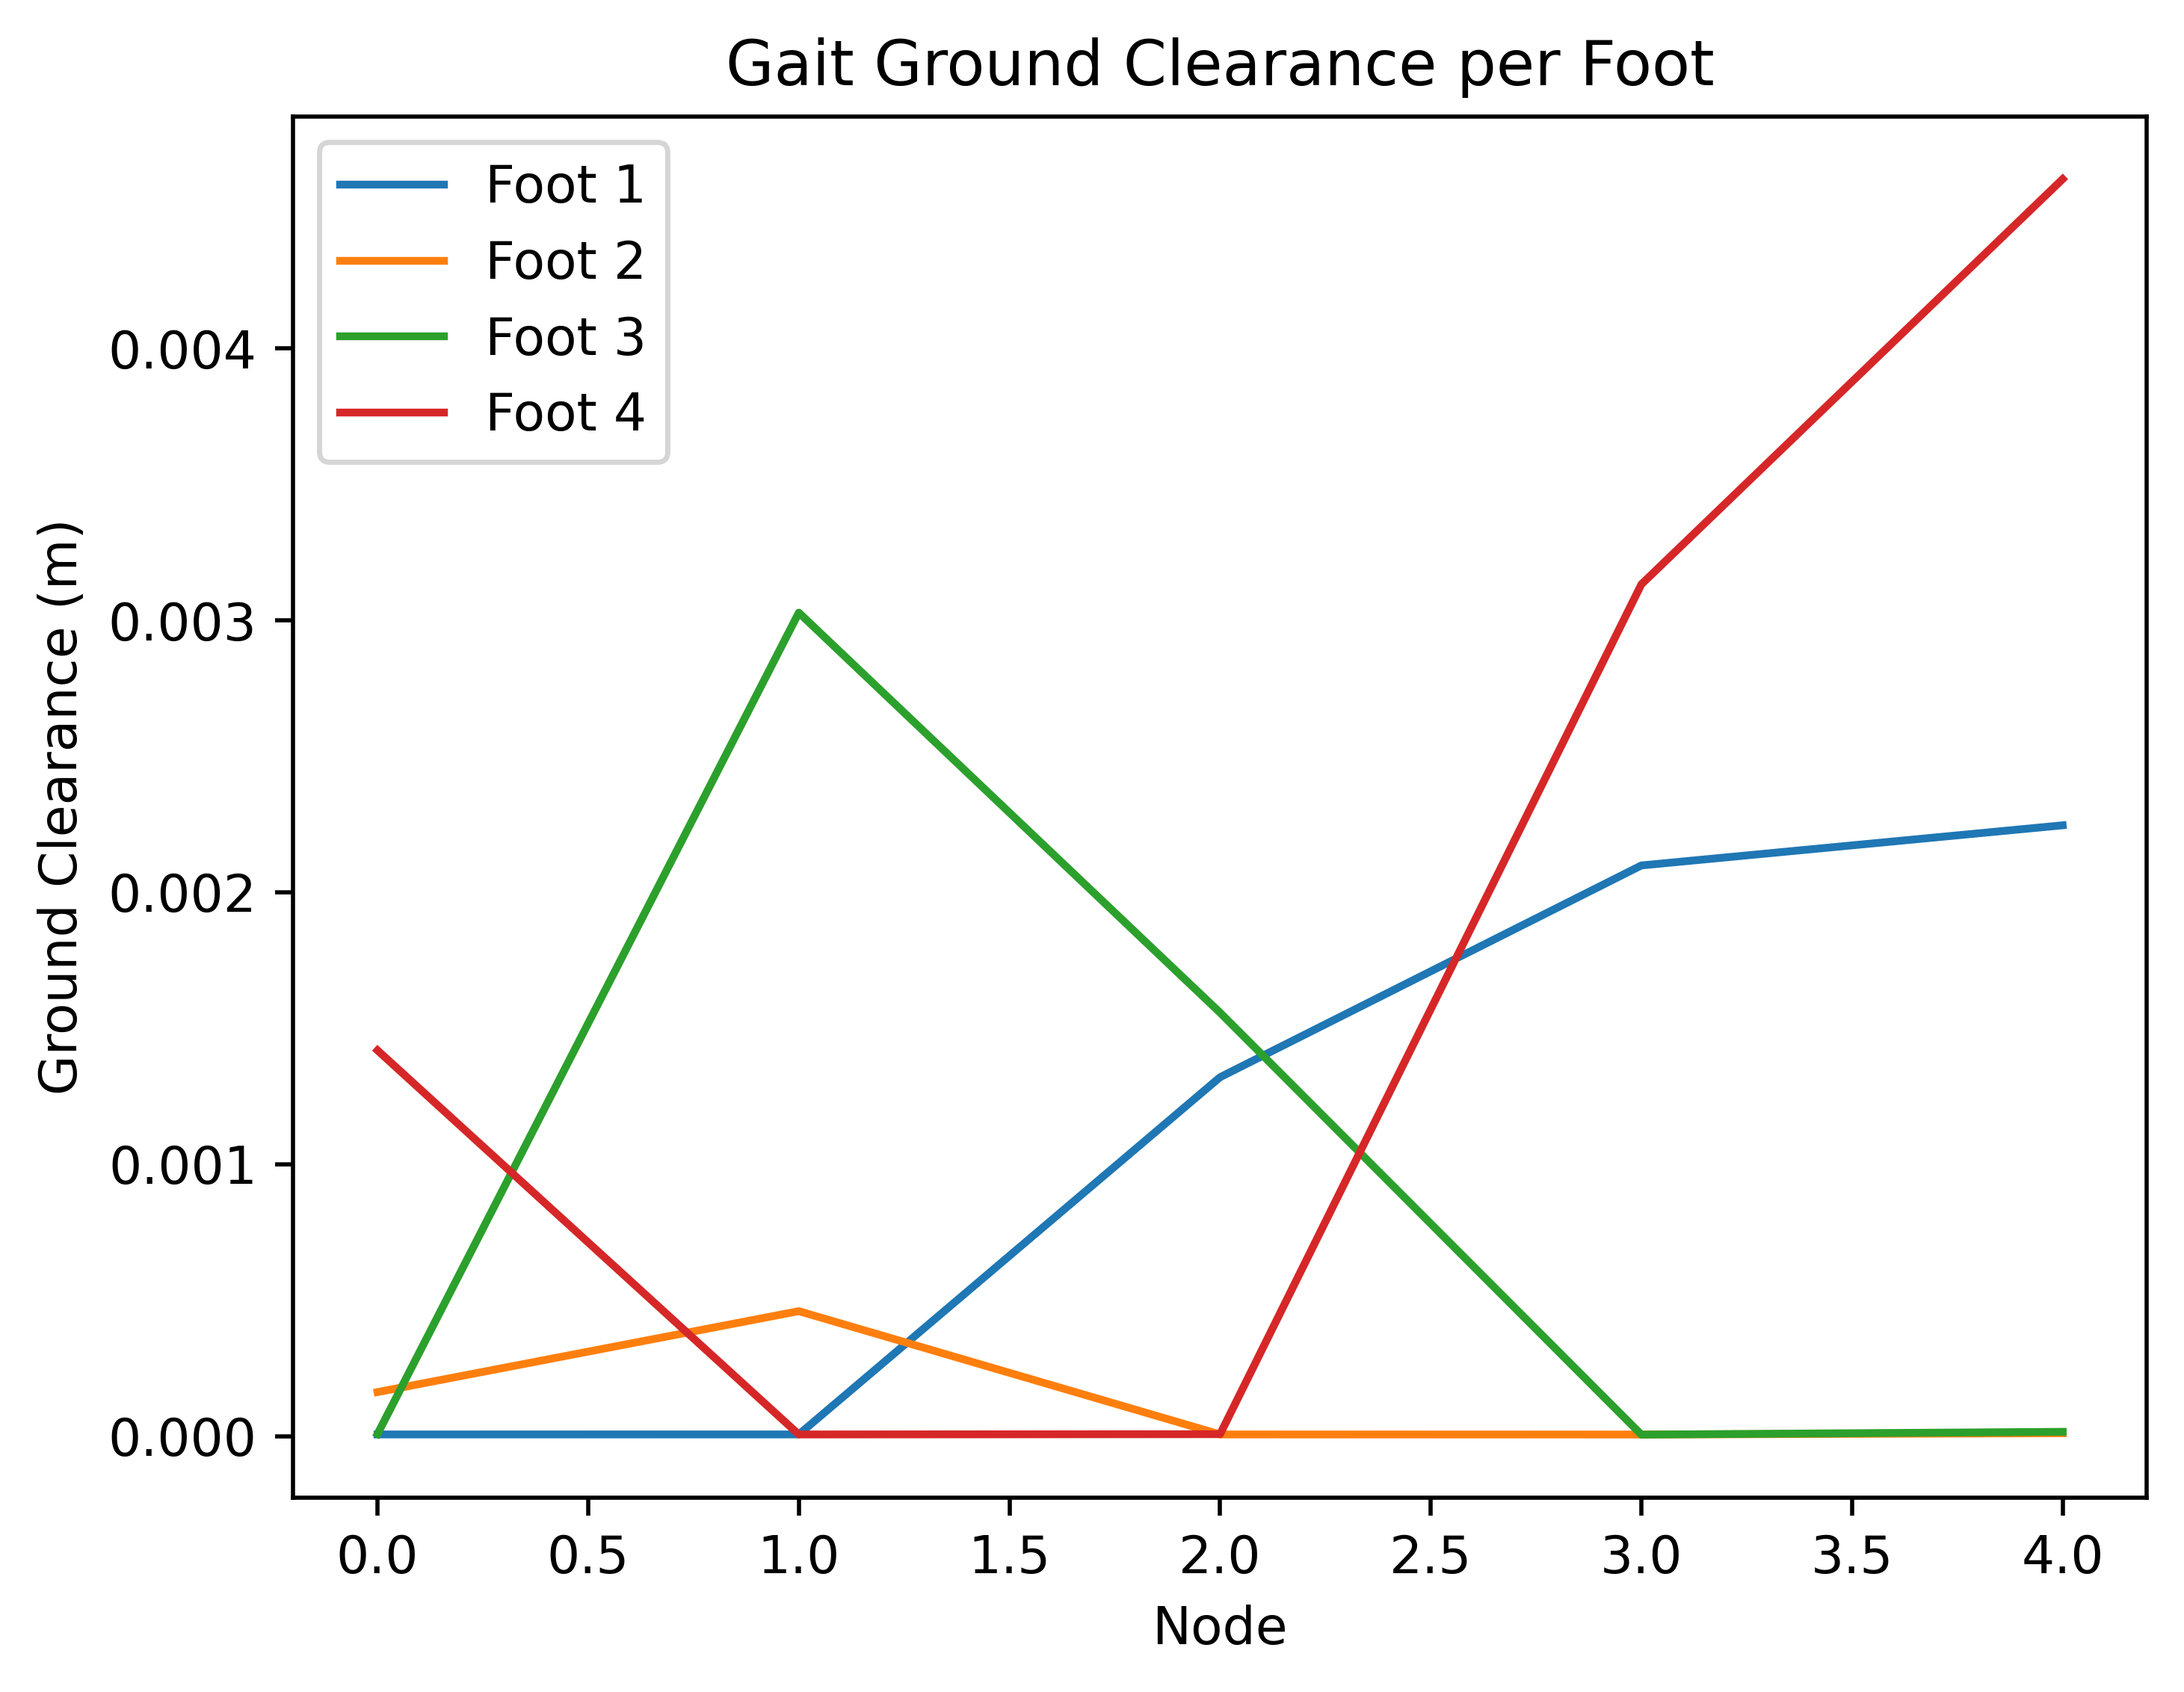 Gait Ground Clearance per Foot
Foot 1
Foot 2
Foot 3
Foot 4
Ground Clearance (m)
0.004
0.003
0.002
0.001
0.000
0.0 0.5 1.0 1.5 2.0 2.5 3.0 3.5 4.0
Node